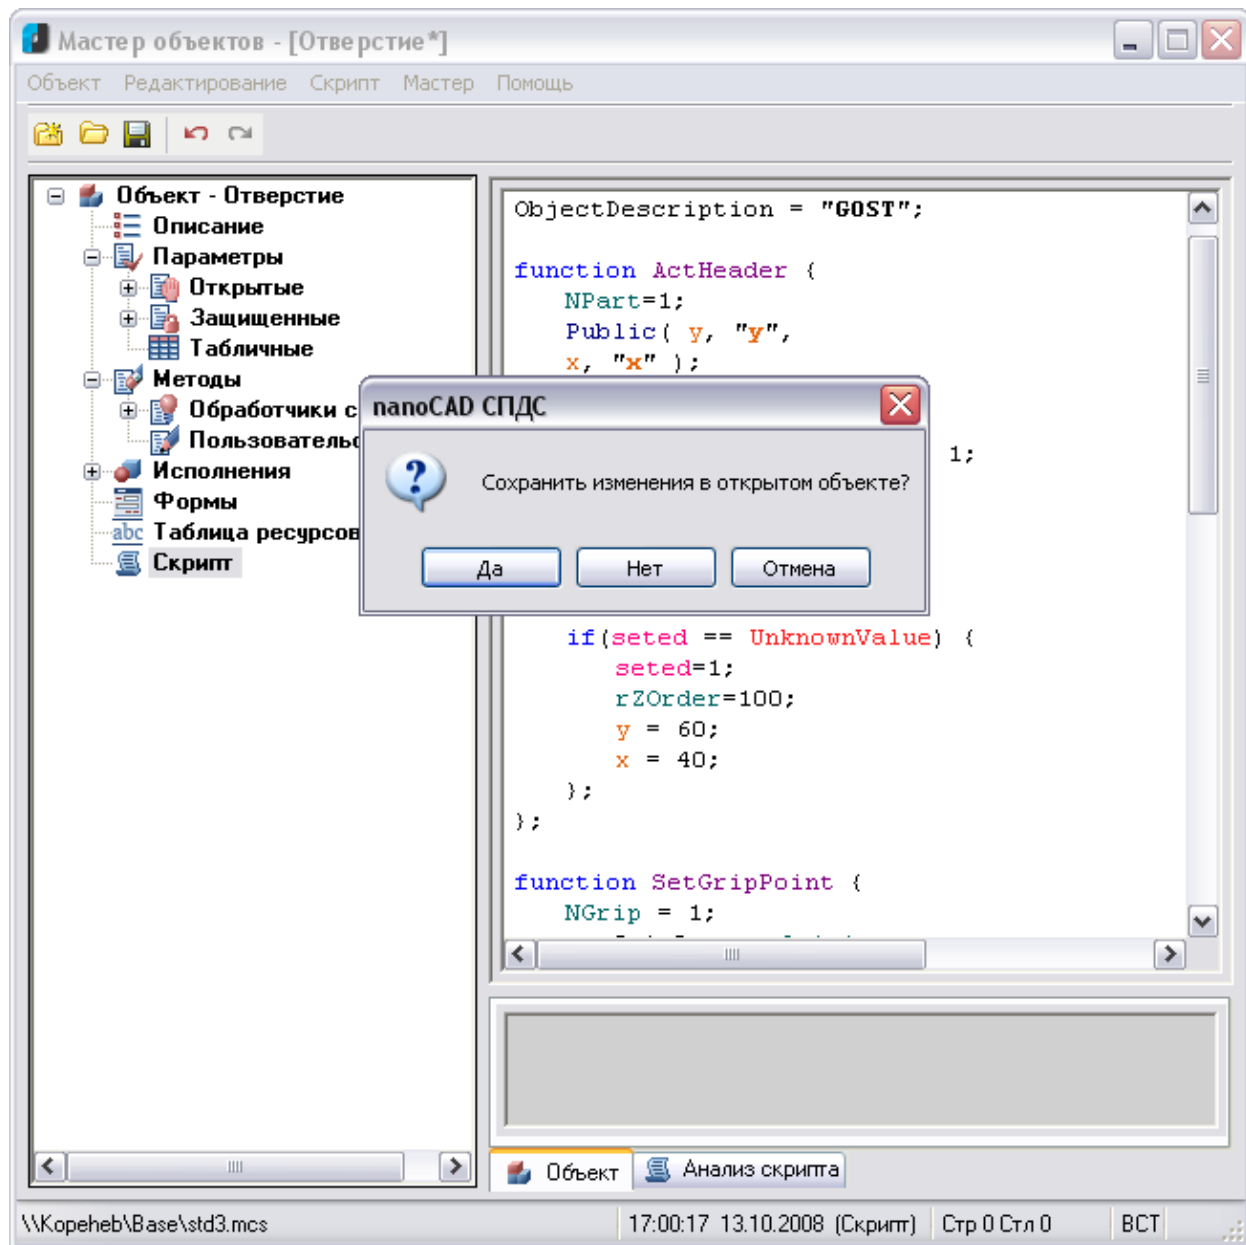 Мастер объектов - [Отверстие*]
Объект Редактирование Скрипт Мастер Помощь
Объект - Отверстие
Описание
Параметры
Открытые
Защищенные
Табличные
Методы
Обработчики с
Пользовательс
Исполнения
Формы
abc Таблица ресурсов
Скрипт
ObjectDescription = "GOST";
function ActHeader {
NPart=1;
Public( y, "y",
x, "x" );
1;
if(seted == UnknownValue) {
seted=1;
rZOrder=100;
y = 60;
x = 40;
};
};
function SetGripPoint {
NGrip = 1;
nanoCAD СПДС
Сохранить изменения в открытом объекте?
Да Нет Отмена
Объект Анализ скрипта
\\Kopeheb\Base\std3.mcs 17:00:17 13.10.2008 (Скрипт) Стр 0 Стл 0 ВСТ